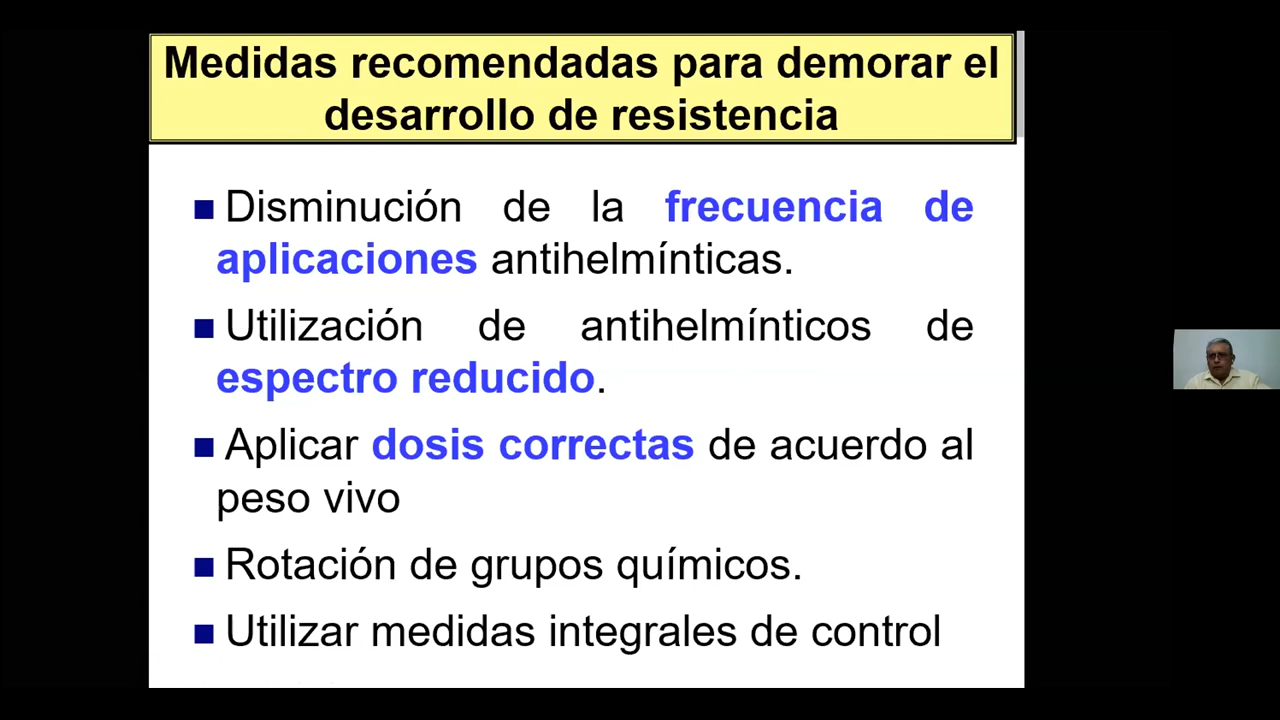 Medidas recomendadas para demorar el
desarrollo de resistencia
Disminución de la frecuencia de
aplicaciones antihelmínticas.
Utilización de antihelmínticos de
espectro reducido.
Aplicar dosis correctas de acuerdo al
peso vivo
Rotación de grupos químicos.
Utilizar medidas integrales de control